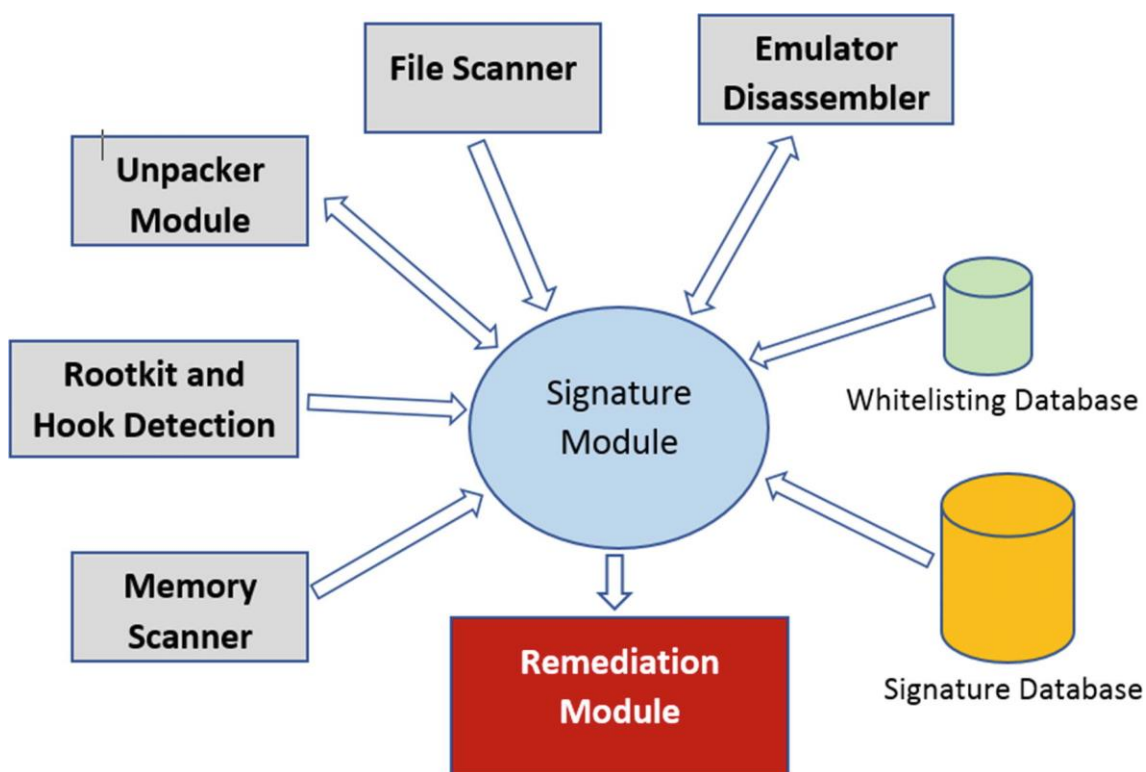 File Scanner
Emulator
Disassembler
Unpacker
Module
Rootkit and
Hook Detection
Signature
Module
Whitelisting Database
Memory
Scanner
Remediation
Module
Signature Database